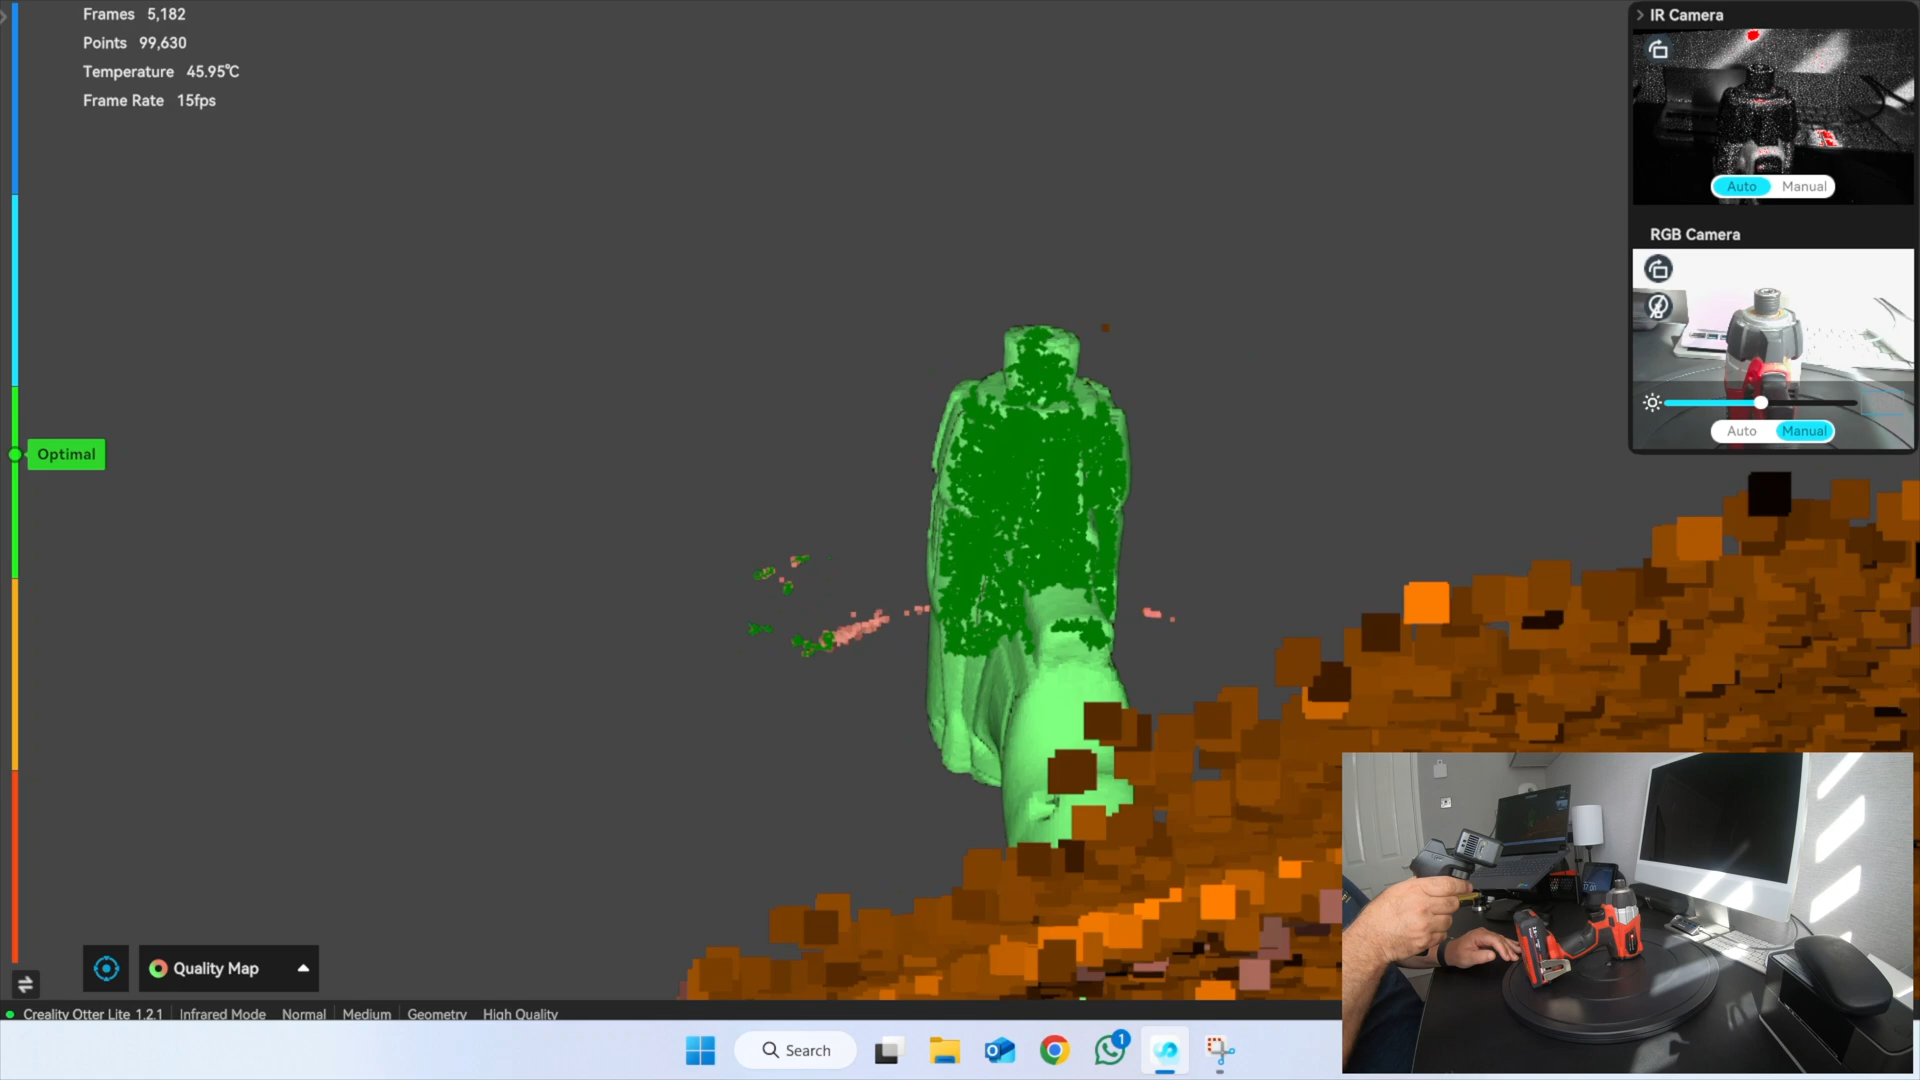 Frames 5,182
Points 99,630
Temperature 45.95℃
Frame Rate 15fps
Optimal
Quality Map
Creality Otter Lite 1.2.1 Infrared Mode Normal Medium Geometry High Quality
IR Camera
Auto Manual
RGB Camera
Auto Manual
Search
1